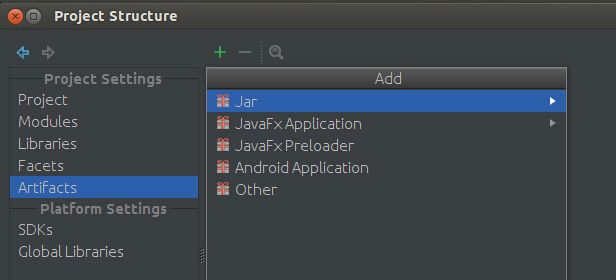 Project Structure
Project Settings
Project
Modules
Libraries
Facets
Artifacts
Platform Settings
SDKs
Global Libraries
Add
Jar
JavaFx Application
JavaFx Preloader
Android Application
Other